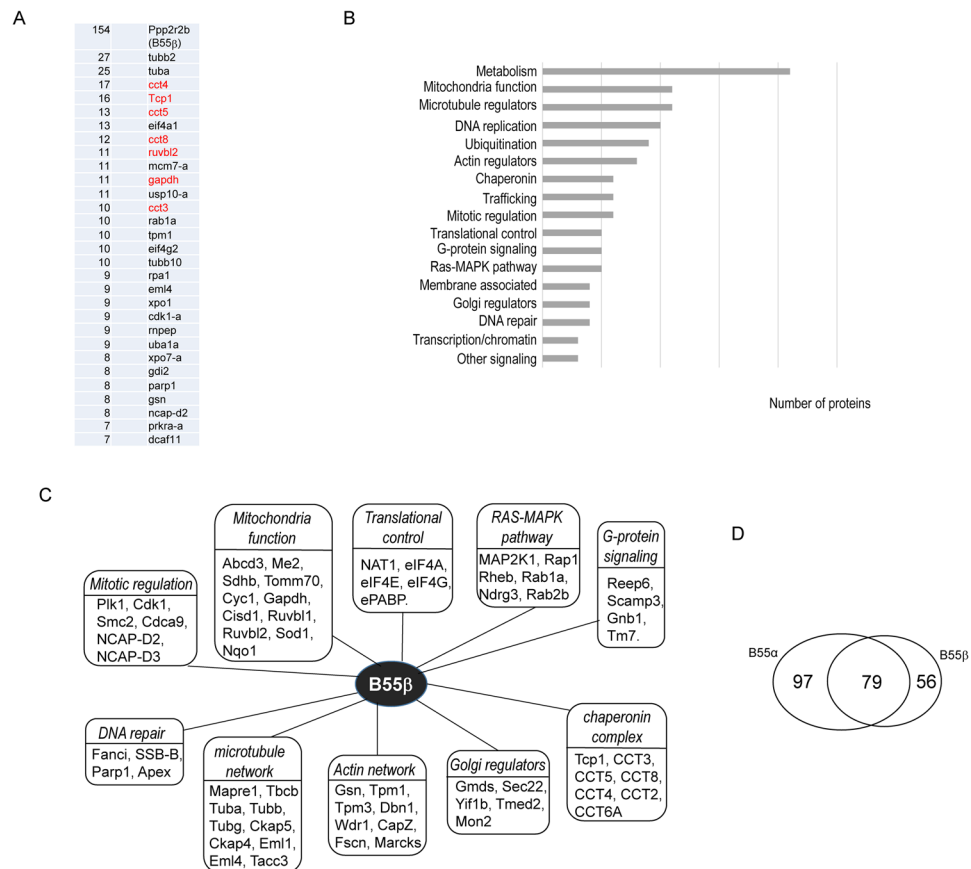 A
154 Ppp2r2b
(B55β)
27 tubb2
25 tuba
17 cct4
16 Tcp1
13 cct5
13 eif4a1
12 cct8
11 ruvbl2
11 mcm7-a
11 gapdh
11 usp10-a
10 cct3
10 rab1a
10 tpm1
10 eif4g2
10 tubb10
9 rpa1
9 eml4
9 xpo1
9 cdk1-a
9 rnpep
9 uba1a
8 xpo7-a
8 gdi2
8 parp1
8 gsn
8 ncap-d2
7 prkra-a
7 dcaf11
B
Metabolism
Mitochondria function
Microtubule regulators
DNA replication
Ubiquitination
Actin regulators
Chaperonin
Trafficking
Mitotic regulation
Translational control
G-protein signaling
Ras-MAPK pathway
Membrane associated
Golgi regulators
DNA repair
Transcription/chromatin
Other signaling
Number of proteins
C
Mitotic regulation
Plk1, Cdk1,
Smc2, Cdca9,
NCAP-D2,
NCAP-D3
Mitochondria
function
Abcd3, Me2,
Sdhb, Tomm70,
Cyc1, Gapdh,
Cisd1, Ruvbl1,
Ruvbl2, Sod1,
Nqo1
Translational
control
NAT1, eIF4A,
eIF4E, eIF4G,
ePABP.
RAS-MAPK
pathway
MAP2K1, Rap1
Rheb, Rab1a,
Ndrg3, Rab2b
G-protein
signaling
Reep6,
Scamp3,
Gnb1,
Tm7.
B55β
DNA repair
Fanci, SSB-B,
Parp1, Apex
microtubule
network
Mapre1, Tbcb
Tuba, Tubb,
Tubg, Ckap5,
Ckap4, Eml1,
Eml4, Tacc3
Actin network
Gsn, Tpm1,
Tpm3, Dbn1,
Wdr1, CapZ,
Fscn, Marcks
Golgi regulators
Gmds, Sec22,
Yif1b, Tmed2,
Mon2
chaperonin
complex
Tcp1, CCT3,
CCT5, CCT8,
CCT4, CCT2,
CCT6A
D
B55α
B55β
97 79 56